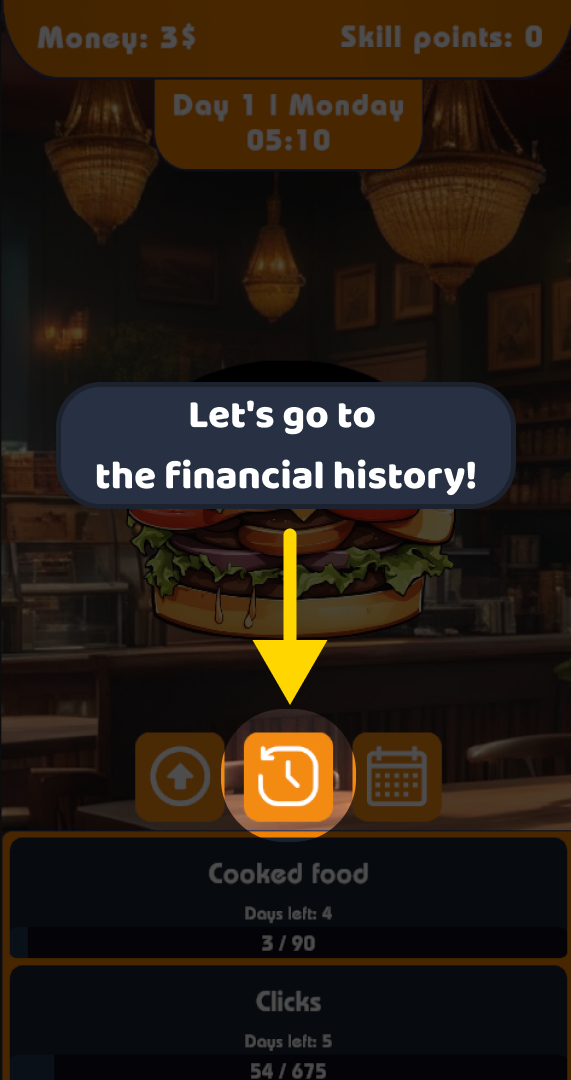 Money: 3$
Skill points: 0
Day 1 | Monday
05:10
Let's go to
the financial history!
Cooked food
Days left: 4
3 / 90
Clicks
Days left: 5
54 / 675